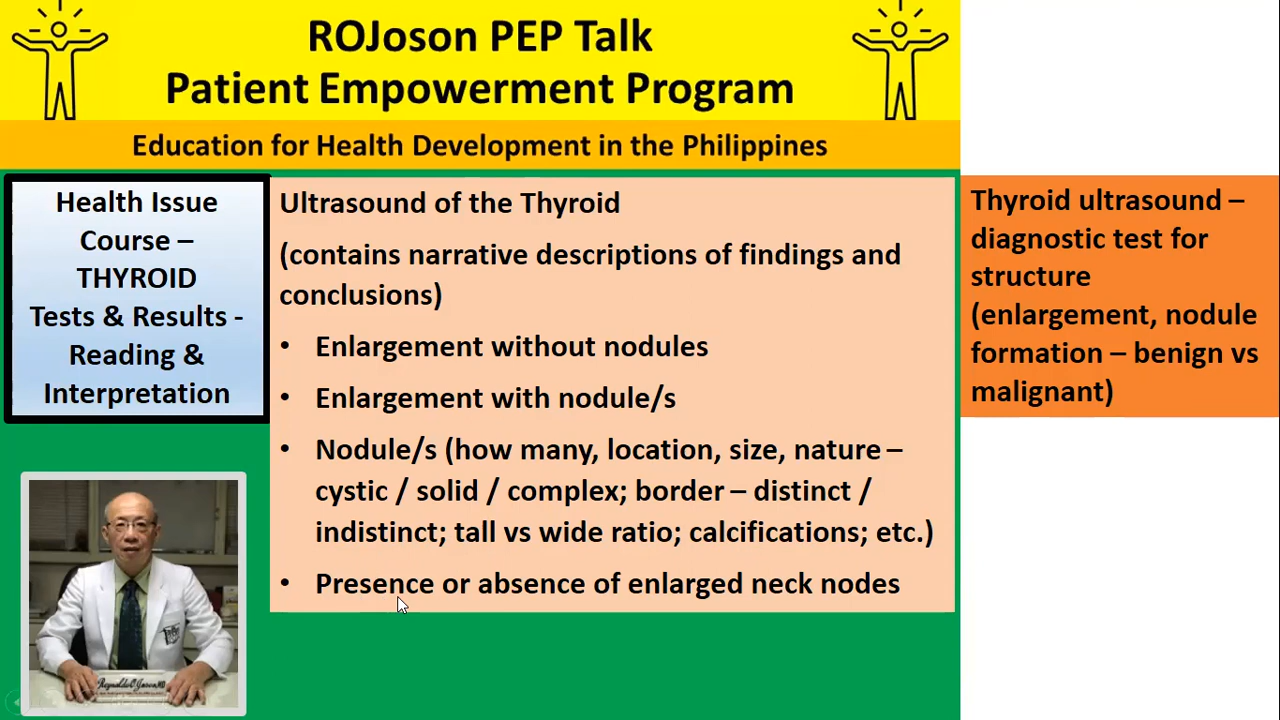 ROJoson PEP Talk
Patient Empowerment Program
Education for Health Development in the Philippines
Health Issue
Course –
THYROID
Tests & Results -
Reading &
Interpretation
Ultrasound of the Thyroid
(contains narrative descriptions of findings and
conclusions)
• Enlargement without nodules
• Enlargement with nodule/s
• Nodule/s (how many, location, size, nature –
cystic / solid / complex; border – distinct /
indistinct; tall vs wide ratio; calcifications; etc.)
• Presence or absence of enlarged neck nodes
Thyroid ultrasound –
diagnostic test for
structure
(enlargement, nodule
formation – benign vs
malignant)